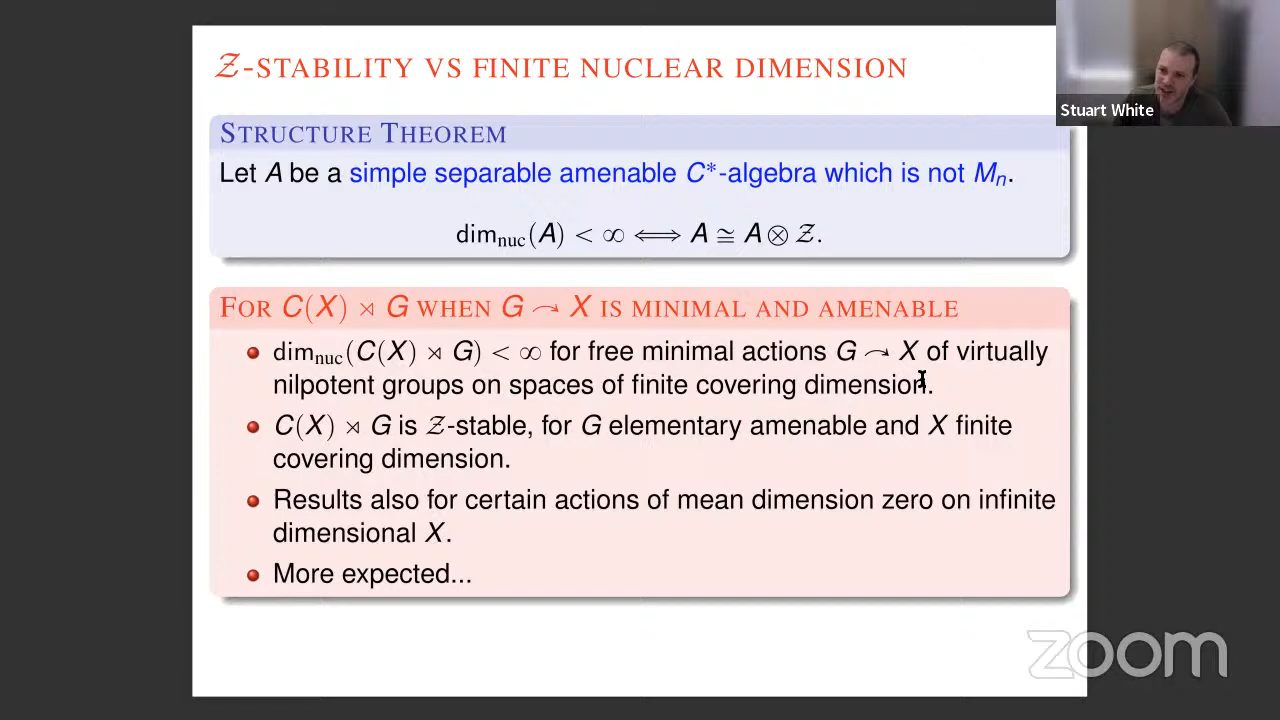 𝒵-STABILITY VS FINITE NUCLEAR DIMENSION
Stuart White
STRUCTURE THEOREM
Let A be a simple separable amenable C*-algebra which is not Mₙ.
dim_nuc(A) < ∞ ⟺ A ≅ A ⊗ 𝒵.
FOR C(X) ⋊ G WHEN G ↷ X IS MINIMAL AND AMENABLE
dim_nuc(C(X) ⋊ G) < ∞ for free minimal actions G ↷ X of virtually
nilpotent groups on spaces of finite covering dimension.
C(X) ⋊ G is 𝒵-stable, for G elementary amenable and X finite
covering dimension.
Results also for certain actions of mean dimension zero on infinite
dimensional X.
More expected...
zoom